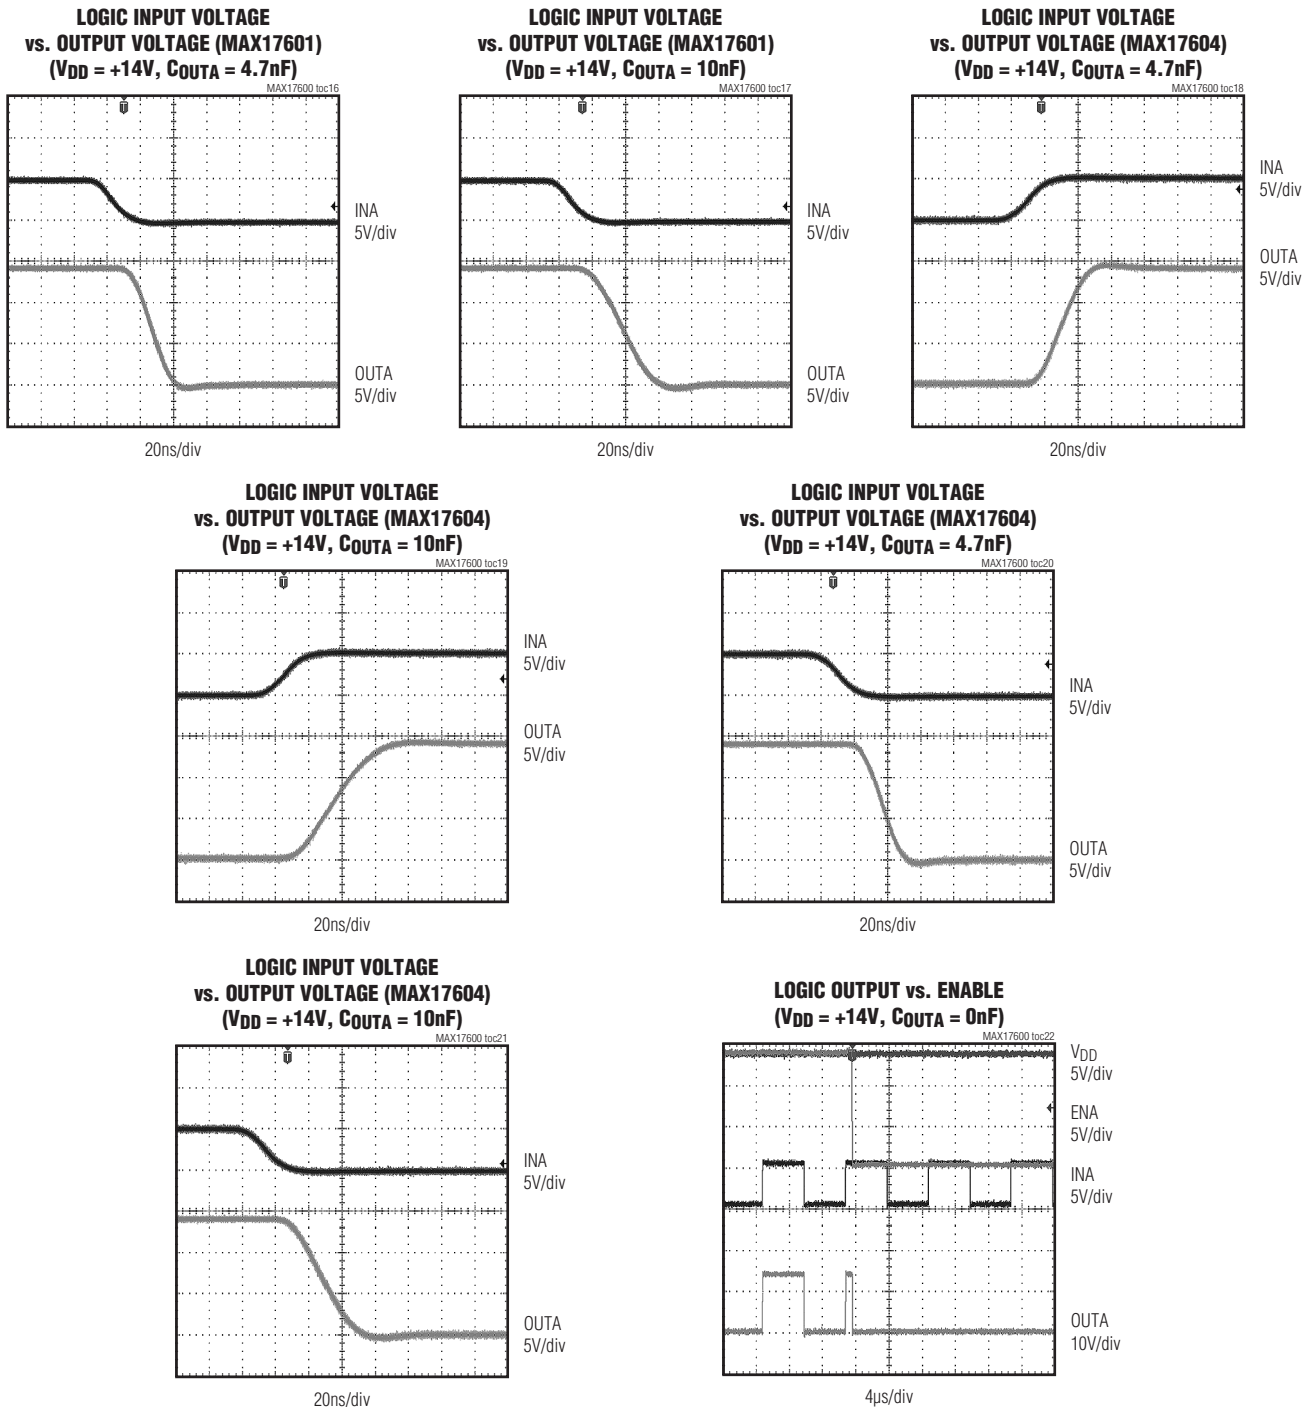 LOGIC INPUT VOLTAGE
vs. OUTPUT VOLTAGE (MAX17601)
(VDD = +14V, COUTA = 4.7nF)
MAX17600 toc16
INA
5V/div
OUTA
5V/div
20ns/div
LOGIC INPUT VOLTAGE
vs. OUTPUT VOLTAGE (MAX17601)
(VDD = +14V, COUTA = 10nF)
MAX17600 toc17
INA
5V/div
OUTA
5V/div
20ns/div
LOGIC INPUT VOLTAGE
vs. OUTPUT VOLTAGE (MAX17604)
(VDD = +14V, COUTA = 4.7nF)
MAX17600 toc18
INA
5V/div
OUTA
5V/div
20ns/div
LOGIC INPUT VOLTAGE
vs. OUTPUT VOLTAGE (MAX17604)
(VDD = +14V, COUTA = 10nF)
MAX17600 toc19
INA
5V/div
OUTA
5V/div
20ns/div
LOGIC INPUT VOLTAGE
vs. OUTPUT VOLTAGE (MAX17604)
(VDD = +14V, COUTA = 4.7nF)
MAX17600 toc20
INA
5V/div
OUTA
5V/div
20ns/div
LOGIC INPUT VOLTAGE
vs. OUTPUT VOLTAGE (MAX17604)
(VDD = +14V, COUTA = 10nF)
MAX17600 toc21
INA
5V/div
OUTA
5V/div
20ns/div
LOGIC OUTPUT vs. ENABLE
(VDD = +14V, COUTA = 0nF)
MAX17600 toc22
VDD
5V/div
ENA
5V/div
INA
5V/div
OUTA
10V/div
4µs/div